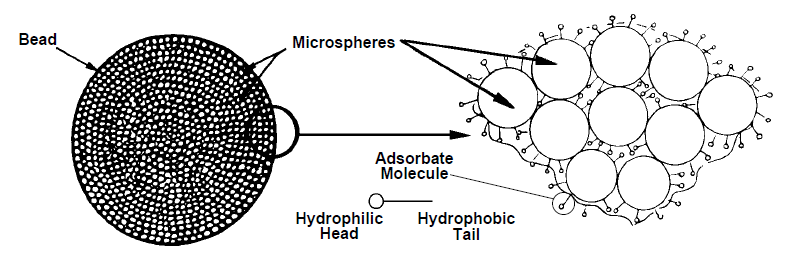 Bead
Microspheres
Adsorbate
Molecule
Hydrophilic
Head
Hydrophobic
Tail